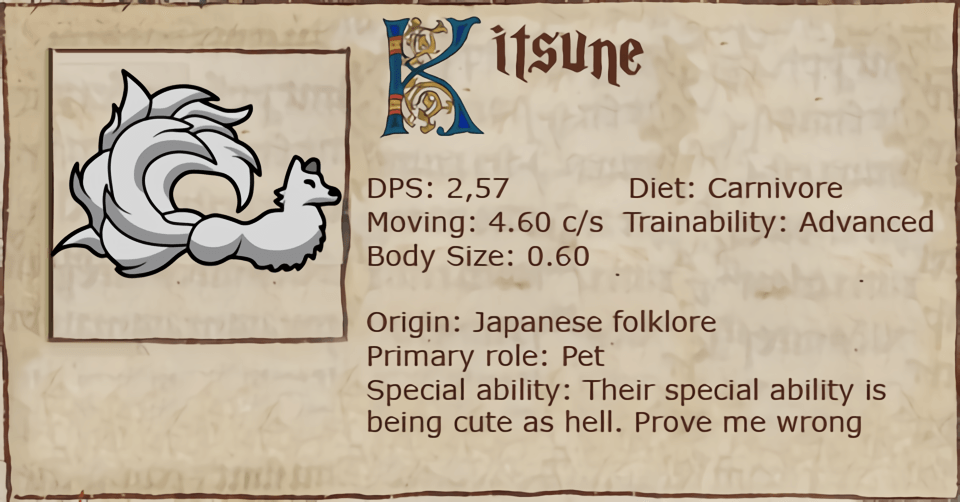 Kitsune
DPS: 2,57 Diet: Carnivore
Moving: 4.60 c/s Trainability: Advanced
Body Size: 0.60
Origin: Japanese folklore
Primary role: Pet
Special ability: Their special ability is
being cute as hell. Prove me wrong